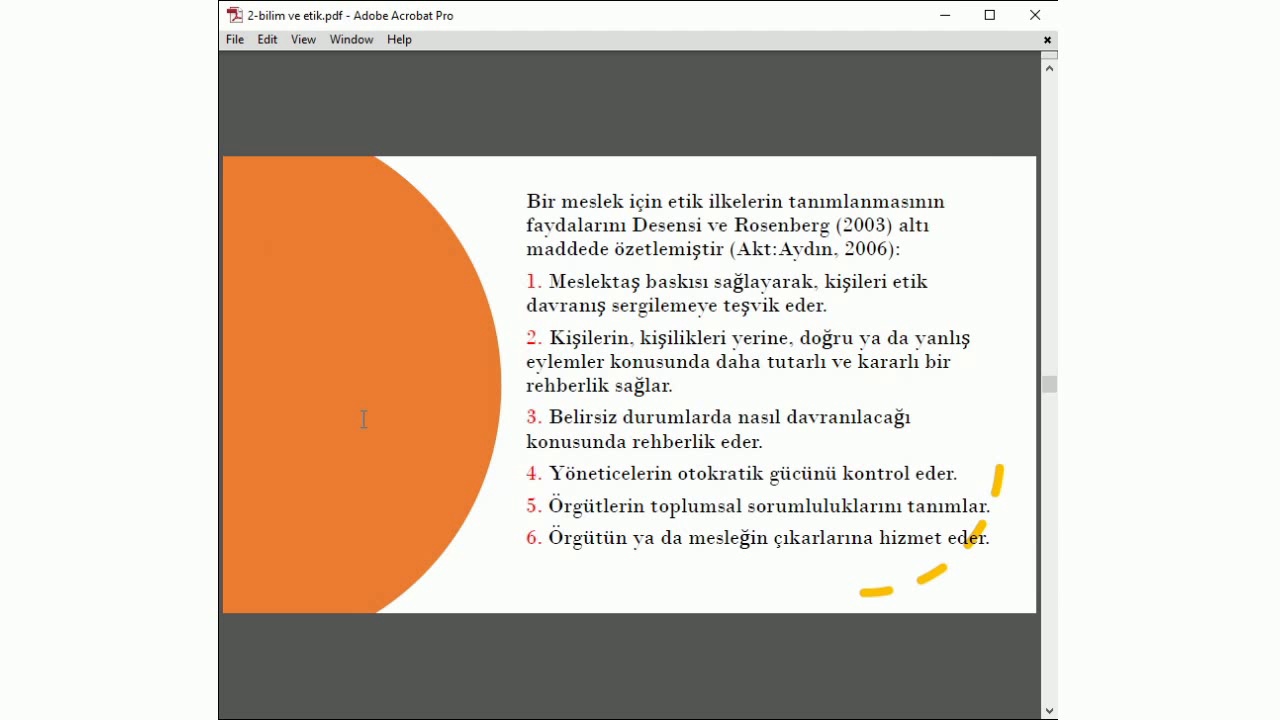 2-bilim ve etik.pdf - Adobe Acrobat Pro
File Edit View Window Help
Bir meslek için etik ilkelerin tanımlanmasının
faydalarını Desensi ve Rosenberg (2003) altı
maddede özetlemiştir (Akt:Aydın, 2006):
1. Meslektaş baskısı sağlayarak, kişileri etik
davranış sergilemeye teşvik eder.
2. Kişilerin, kişilikleri yerine, doğru ya da yanlış
eylemler konusunda daha tutarlı ve kararlı bir
rehberlik sağlar.
3. Belirsiz durumlarda nasıl davranılacağı
konusunda rehberlik eder.
4. Yöneticelerin otokratik gücünü kontrol eder.
5. Örgütlerin toplumsal sorumluluklarını tanımlar.
6. Örgütün ya da mesleğin çıkarlarına hizmet eder.